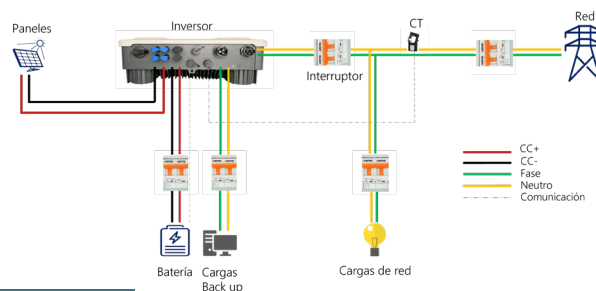 Paneles
Inversor
CT
Red
Interruptor
CC+
CC-
Fase
Neutro
Comunicación
Batería
Cargas
Back up
Cargas de red